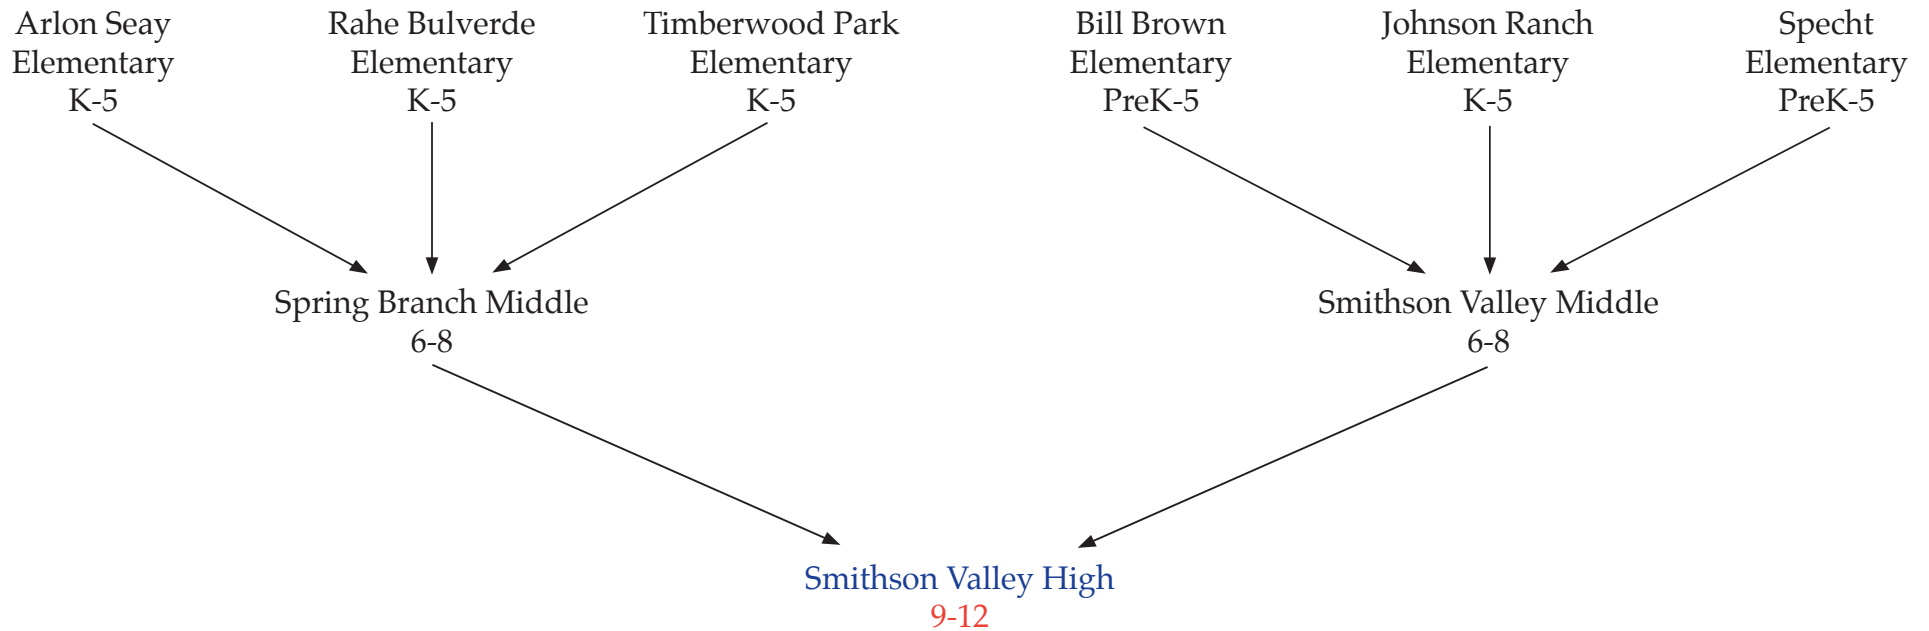 Arlon Seay
Elementary
K-5
Rahe Bulverde
Elementary
K-5
Timberwood Park
Elementary
K-5
Bill Brown
Elementary
PreK-5
Johnson Ranch
Elementary
K-5
Specht
Elementary
PreK-5
Spring Branch Middle
6-8
Smithson Valley Middle
6-8
Smithson Valley High
9-12